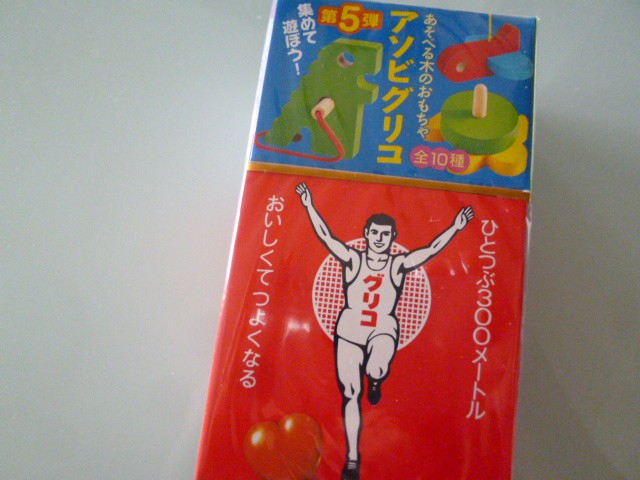 集めて
遊ぼう!
第5弾
アソビグリコ
あそべる木のおもちゃ
全10種
ひとつぶ300メートル
グリコ
おいしくてつよくなる